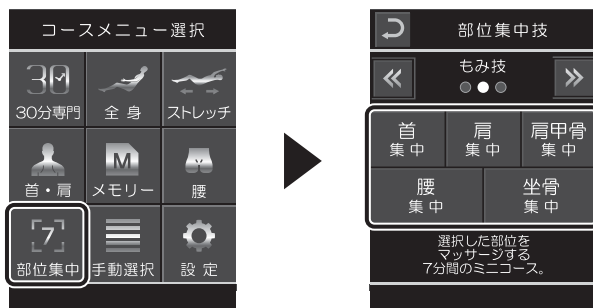 コースメニュー選択
30
30分専門
全身
ストレッチ
首・肩
M
メモリー
腰
7
部位集中
手動選択
設定
部位集中技
もみ技
首
集中
肩
集中
肩甲骨
集中
腰
集中
坐骨
集中
選択した部位を
マッサージする
7分間のミニコース。